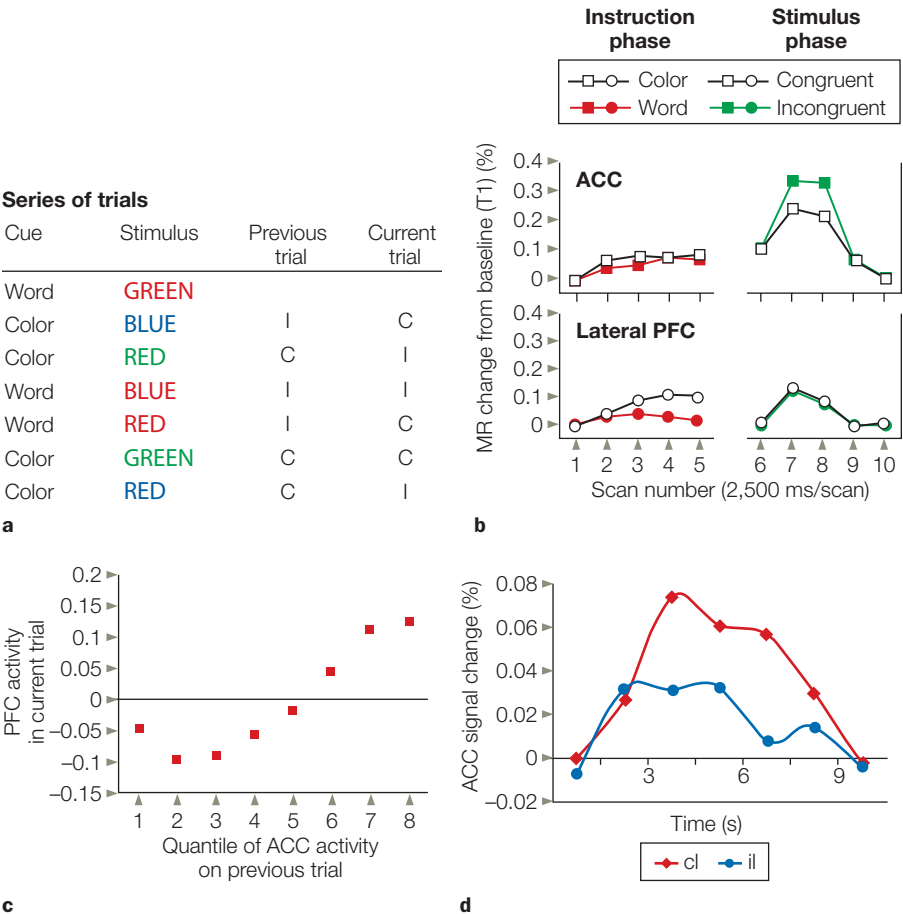 Instruction phase
Stimulus phase
Color
Word
Congruent
Incongruent
Series of trials
Cue Stimulus Previous trial Current trial
Word GREEN
Color BLUE I C
Color RED C I
Word BLUE I I
Word RED I C
Color GREEN C C
Color RED C I
a
MR change from baseline (T1) (%)
0.4
0.3
0.2
0.1
0
ACC
0.4
0.3
0.2
0.1
0
Lateral PFC
1 2 3 4 5 6 7 8 9 10
Scan number (2,500 ms/scan)
b
PFC activity
in current trial
0.2
0.15
0.1
0.05
0
−0.05
−0.1
−0.15
1 2 3 4 5 6 7 8
Quantile of ACC activity
on previous trial
c
ACC signal change (%)
0.08
0.06
0.04
0.02
0
−0.02
3 6 9
Time (s)
cI iI
d